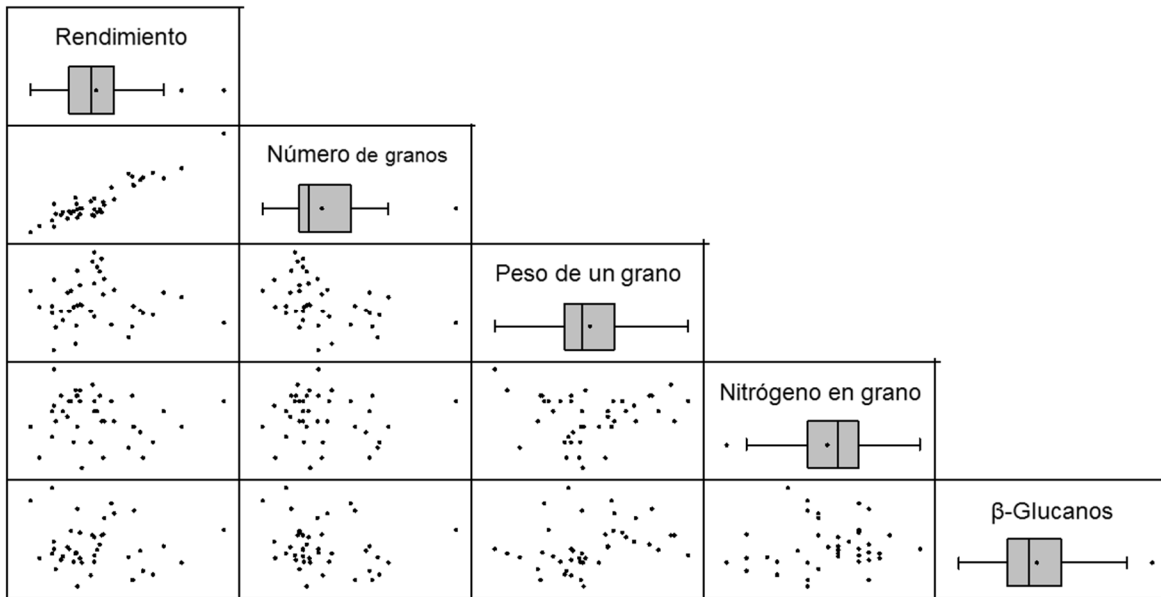 Rendimiento
Número de granos
Peso de un grano
Nitrógeno en grano
β-Glucanos